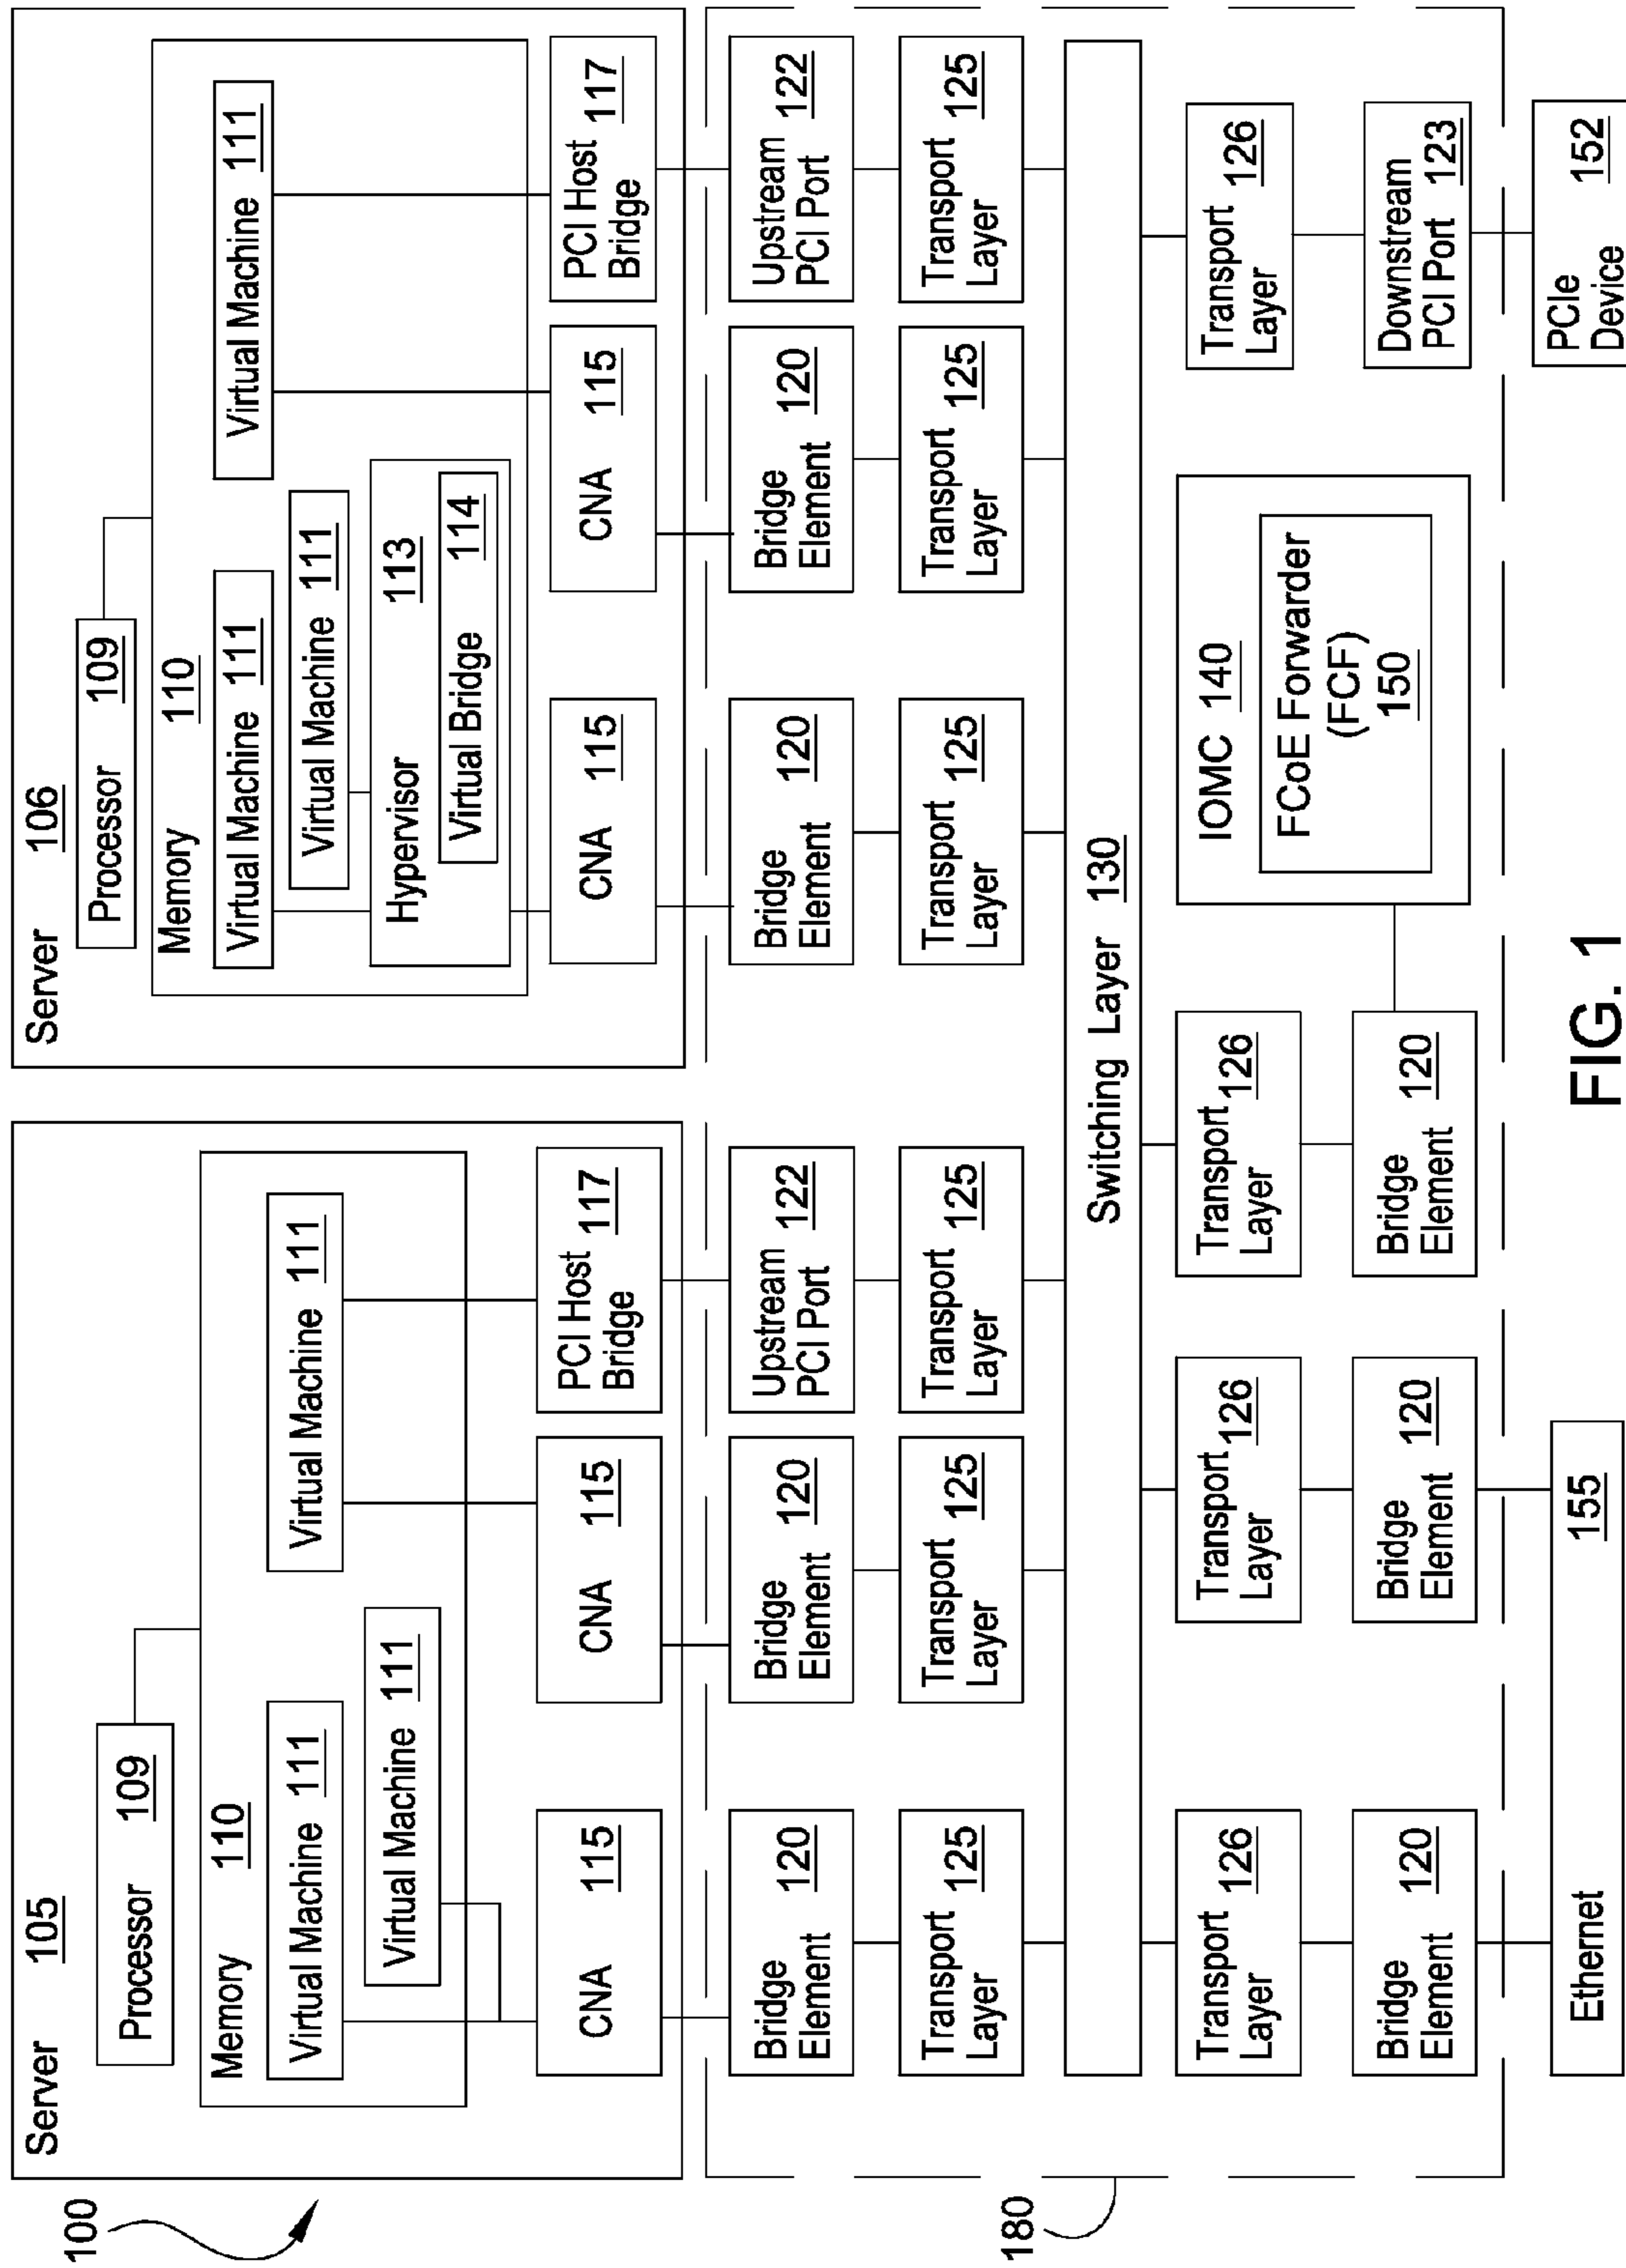 100
Server 105
Processor 109
Memory 110
Virtual Machine 111
Virtual Machine 111
Virtual Machine 111
CNA 115
CNA 115
PCI Host
Bridge 117
Server 106
Processor 109
Memory 110
Virtual Machine 111
Virtual Machine 111
Virtual Machine 111
Hypervisor 113
Virtual Bridge 114
CNA 115
CNA 115
PCI Host
Bridge 117
180
Bridge
Element 120
Bridge
Element 120
Upstream
PCI Port 122
Bridge
Element 120
Bridge
Element 120
Upstream
PCI Port 122
Transport
Layer 125
Transport
Layer 125
Transport
Layer 125
Transport
Layer 125
Transport
Layer 125
Transport
Layer 125
Switching Layer 130
Transport
Layer 126
Transport
Layer 126
Transport
Layer 126
IOMC 140
FCoE Forwarder
(FCF)
150
Transport
Layer 126
Bridge
Element 120
Bridge
Element 120
Bridge
Element 120
Downstream
PCI Port 123
Ethernet 155
PCIe
Device 152
FIG. 1